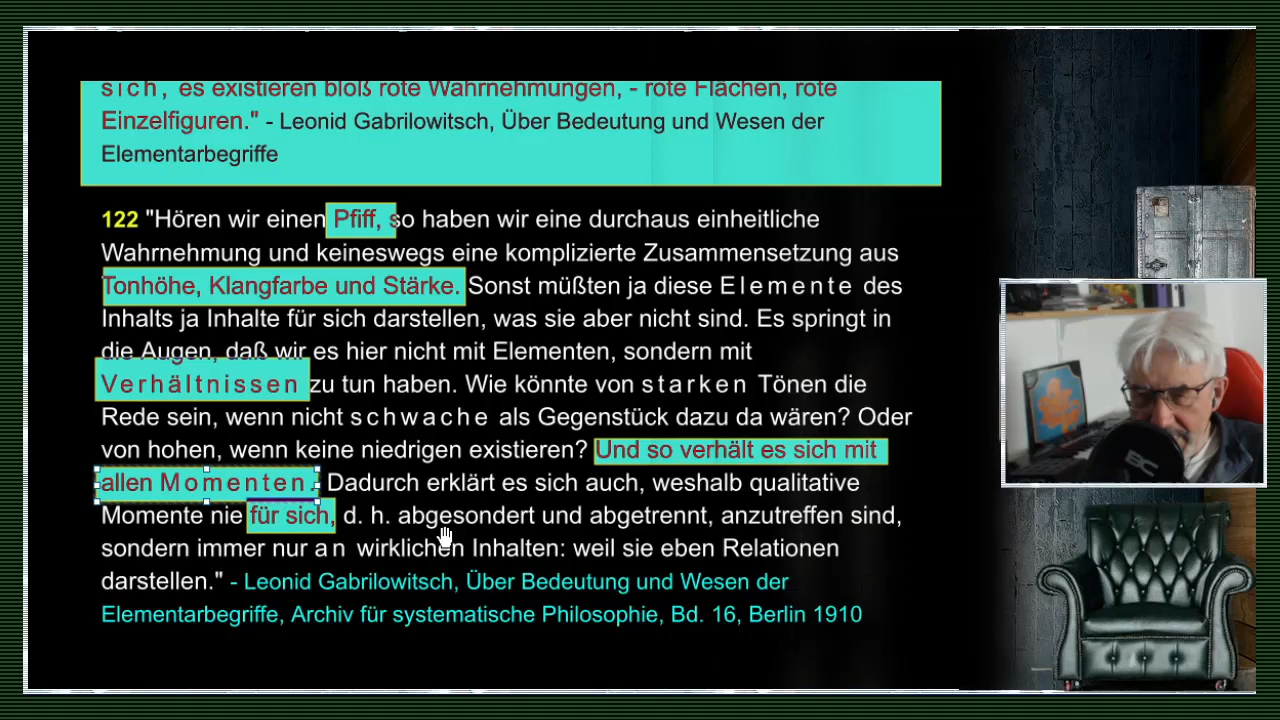 sich, es existieren bloß rote Wahrnehmungen, - rote Flächen, rote
Einzelfiguren." - Leonid Gabrilowitsch, Über Bedeutung und Wesen der
Elementarbegriffe
122 "Hören wir einen Pfiff, so haben wir eine durchaus einheitliche
Wahrnehmung und keineswegs eine komplizierte Zusammensetzung aus
Tonhöhe, Klangfarbe und Stärke. Sonst müßten ja diese Elemente des
Inhalts ja Inhalte für sich darstellen, was sie aber nicht sind. Es springt in
die Augen, daß wir es hier nicht mit Elementen, sondern mit
Verhältnissen zu tun haben. Wie könnte von starken Tönen die
Rede sein, wenn nicht schwache als Gegenstück dazu da wären? Oder
von hohen, wenn keine niedrigen existieren? Und so verhält es sich mit
allen Momenten. Dadurch erklärt es sich auch, weshalb qualitative
Momente nie für sich, d. h. abgesondert und abgetrennt, anzutreffen sind,
sondern immer nur an wirklichen Inhalten: weil sie eben Relationen
darstellen." - Leonid Gabrilowitsch, Über Bedeutung und Wesen der
Elementarbegriffe, Archiv für systematische Philosophie, Bd. 16, Berlin 1910